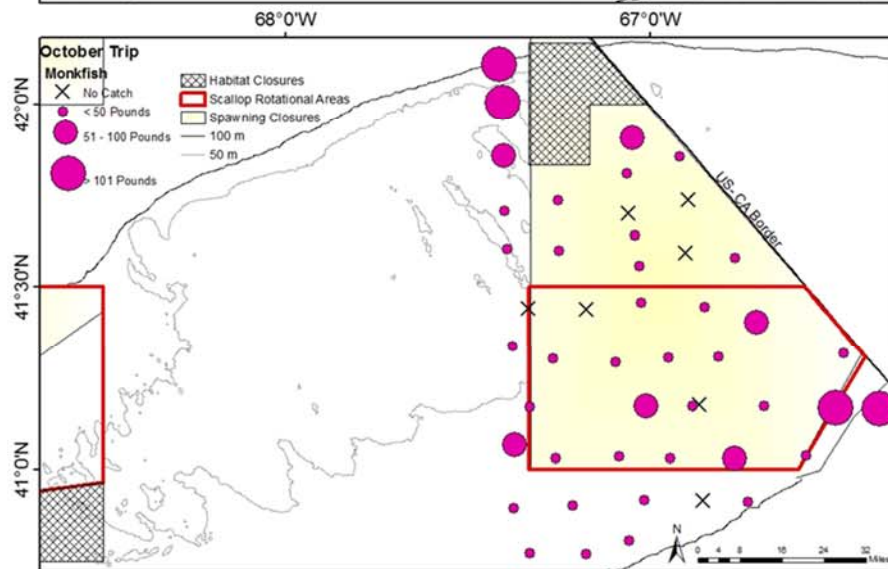 68°0'W
67°0'W
October Trip
Monkfish
No Catch
< 50 Pounds
51 - 100 Pounds
> 101 Pounds
Habitat Closures
Scallop Rotational Areas
Spawning Closures
100 m
50 m
42°0'N
US- CA Border
41°30'N
41°0'N
N
0 4 8 16 24 32
Miles